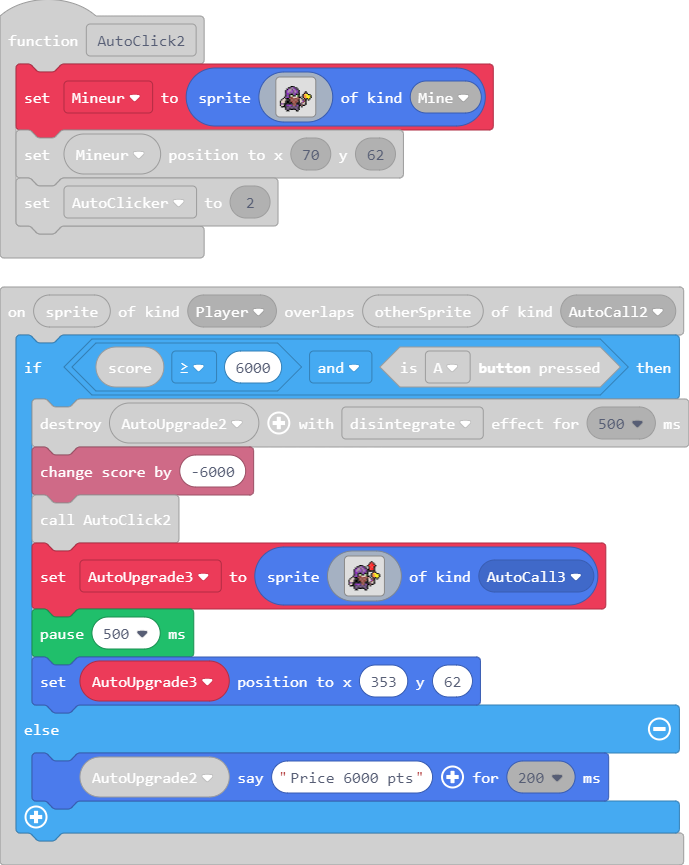 function AutoClick2
set Mineur to sprite of kind Mine
set Mineur position to x 70 y 62
set AutoClicker to 2
on sprite of kind Player overlaps otherSprite of kind AutoCall2
if score ≥ 6000 and is A button pressed then
destroy AutoUpgrade2 with disintegrate effect for 500 ms
change score by -6000
call AutoClick2
set AutoUpgrade3 to sprite of kind AutoCall3
pause 500 ms
set AutoUpgrade3 position to x 353 y 62
else
AutoUpgrade2 say "Price 6000 pts" for 200 ms